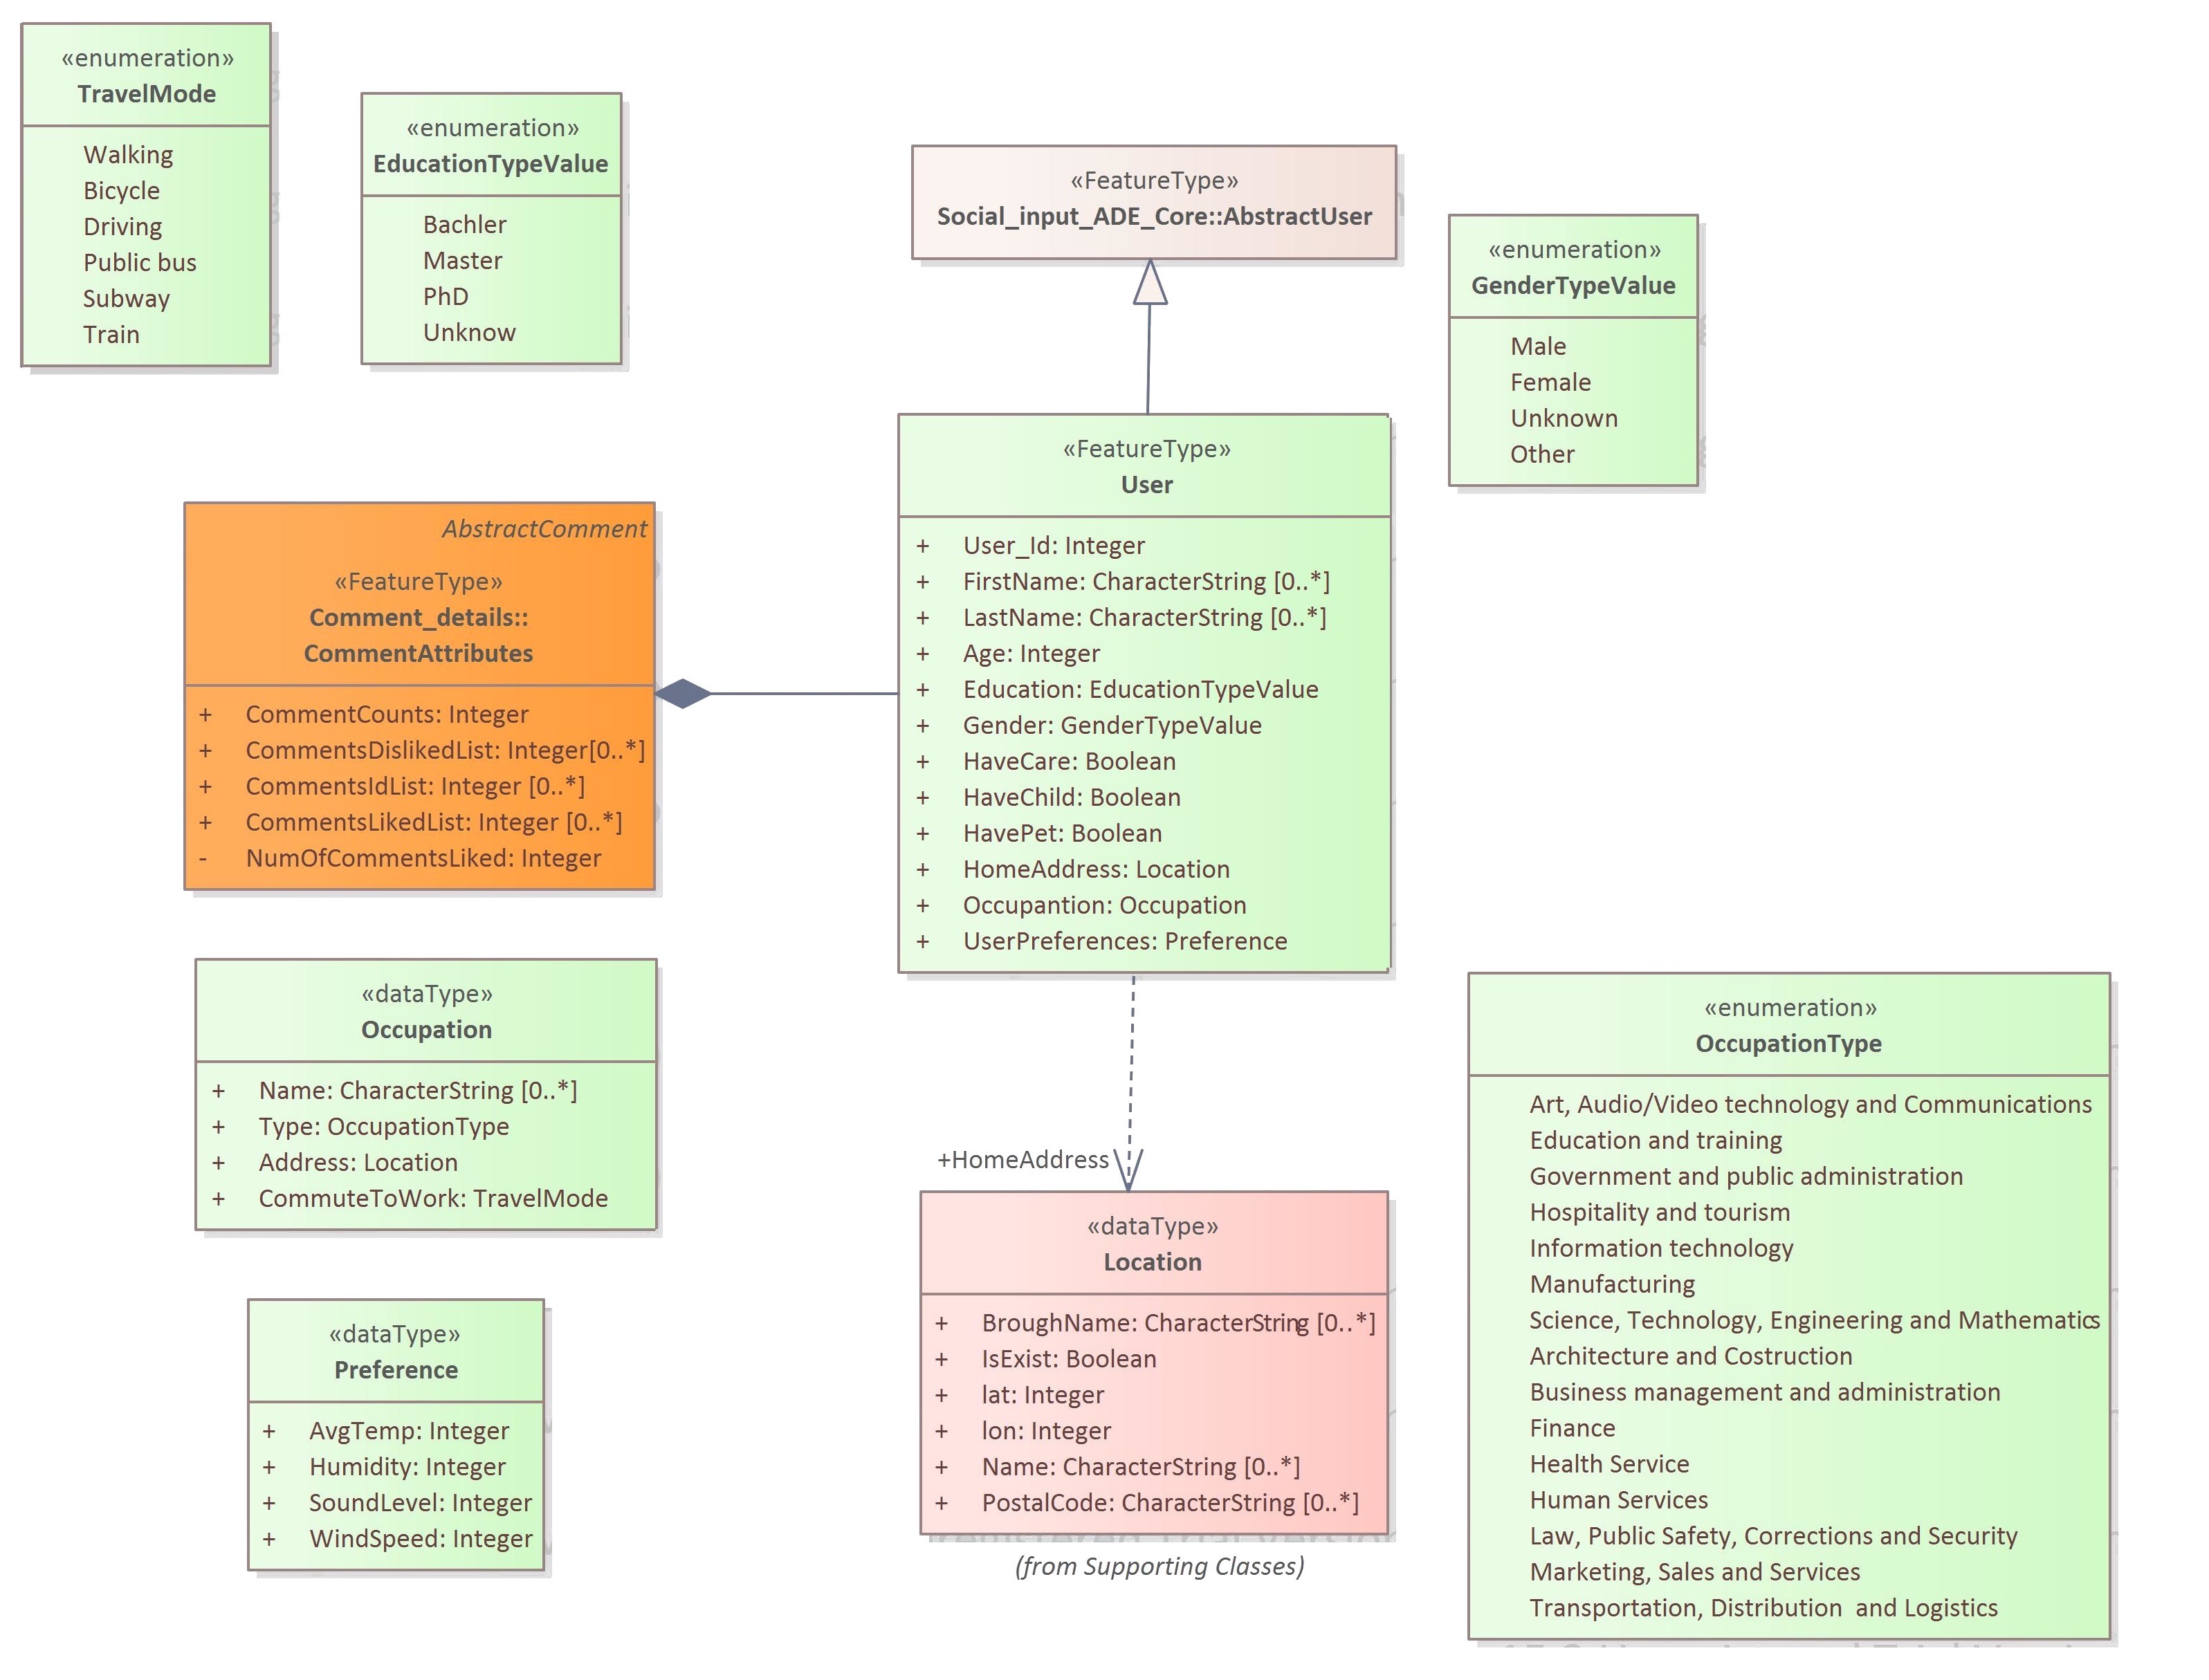 «enumeration»
TravelMode
Walking
Bicycle
Driving
Public bus
Subway
Train
«enumeration»
EducationTypeValue
Bachler
Master
PhD
Unknow
«FeatureType»
Social_input_ADE_Core::AbstractUser
«enumeration»
GenderTypeValue
Male
Female
Unknown
Other
«FeatureType»
User
+ User_Id: Integer
+ FirstName: CharacterString [0..*]
+ LastName: CharacterString [0..*]
+ Age: Integer
+ Education: EducationTypeValue
+ Gender: GenderTypeValue
+ HaveCare: Boolean
+ HaveChild: Boolean
+ HavePet: Boolean
+ HomeAddress: Location
+ Occupantion: Occupation
+ UserPreferences: Preference
AbstractComment
«FeatureType»
Comment_details::
CommentAttributes
+ CommentCounts: Integer
+ CommentsDislikedList: Integer[0..*]
+ CommentsIdList: Integer [0..*]
+ CommentsLikedList: Integer [0..*]
- NumOfCommentsLiked: Integer
«dataType»
Occupation
+ Name: CharacterString [0..*]
+ Type: OccupationType
+ Address: Location
+ CommuteToWork: TravelMode
«dataType»
Preference
+ AvgTemp: Integer
+ Humidity: Integer
+ SoundLevel: Integer
+ WindSpeed: Integer
+HomeAddress
«dataType»
Location
+ BroughName: CharacterString [0..*]
+ IsExist: Boolean
+ lat: Integer
+ lon: Integer
+ Name: CharacterString [0..*]
+ PostalCode: CharacterString [0..*]
(from Supporting Classes)
«enumeration»
OccupationType
Art, Audio/Video technology and Communications
Education and training
Government and public administration
Hospitality and tourism
Information technology
Manufacturing
Science, Technology, Engineering and Mathematics
Architecture and Costruction
Business management and administration
Finance
Health Service
Human Services
Law, Public Safety, Corrections and Security
Marketing, Sales and Services
Transportation, Distribution  and Logistics